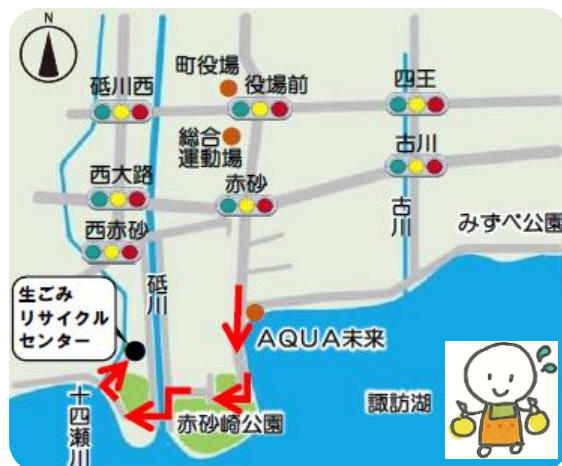 N
町役場
砥川西
役場前
四王
総合
運動場
古川
西大路
赤砂
西赤砂
古川
みずべ公園
砥川
生ごみ
リサイクル
センター
AQUA未来
赤砂崎公園
諏訪湖
十四瀬川